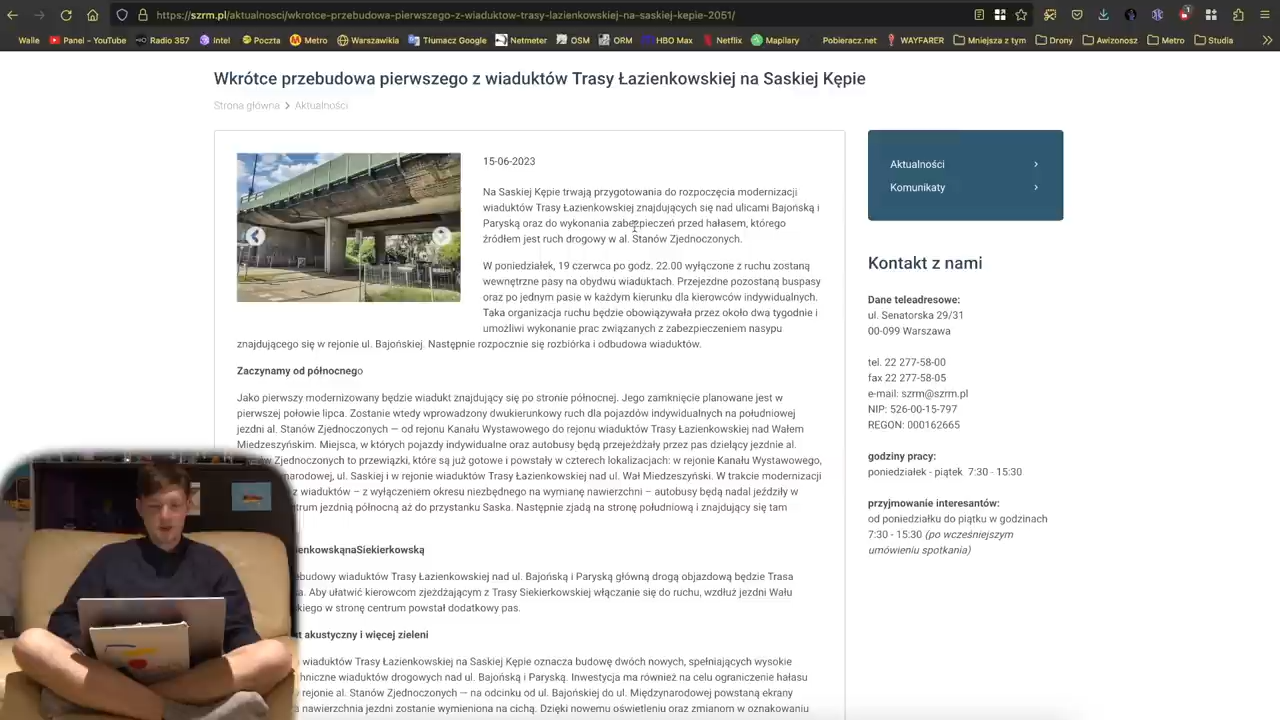 https://szrm.pl/aktualnosci/wkrotce-przebudowa-pierwszego-z-wiaduktow-trasy-lazienkowskiej-na-saskiej-kepie-2051/
Walle
Panel - YouTube
Radio 357
Intel
Poczta
Metro
Warszawikia
Tłumacz Google
Netmeter
OSM
ORM
HBO Max
Netflix
Mapilary
Pobieracz.net
WAYFARER
Mniejsza z tym
Drony
Awizonosz
Metro
Studia
Wkrótce przebudowa pierwszego z wiaduktów Trasy Łazienkowskiej na Saskiej Kępie
Strona główna > Aktualności
15-06-2023
Na Saskiej Kępie trwają przygotowania do rozpoczęcia modernizacji
wiaduktów Trasy Łazienkowskiej znajdujących się nad ulicami Bajońską i
Paryską oraz do wykonania zabezpieczeń przed hałasem, którego
źródłem jest ruch drogowy w al. Stanów Zjednoczonych.
W poniedziałek, 19 czerwca po godz. 22.00 wyłączone z ruchu zostaną
wewnętrzne pasy na obydwu wiaduktach. Przejezdne pozostaną buspasy
oraz po jednym pasie w każdym kierunku dla kierowców indywidualnych.
Taka organizacja ruchu będzie obowiązywała przez około dwa tygodnie i
umożliwi wykonanie prac związanych z zabezpieczeniem nasypu
znajdującego się w rejonie ul. Bajońskiej. Następnie rozpocznie się rozbiórka i odbudowa wiaduktów.
Zaczynamy od północnego
Jako pierwszy modernizowany będzie wiadukt znajdujący się po stronie północnej. Jego zamknięcie planowane jest w
pierwszej połowie lipca. Zostanie wtedy wprowadzony dwukierunkowy ruch dla pojazdów indywidualnych na południowej
jezdni al. Stanów Zjednoczonych — od rejonu Kanału Wystawowego do rejonu wiaduktów Trasy Łazienkowskiej nad Wałem
Miedzeszyńskim. Miejsca, w których pojazdy indywidualne oraz autobusy będą przejeżdżały przez pas dzielący jezdnie al.
Zjednoczonych to przewiązki, które są już gotowe i powstały w czterech lokalizacjach: w rejonie Kanału Wystawowego,
ul. Saskiej i w rejonie wiaduktów Trasy Łazienkowskiej nad ul. Wał Miedzeszyński. W trakcie modernizacji
z wiaduktów – z wyłączeniem okresu niezbędnego na wymianę nawierzchni – autobusy będą nadal jeździły w
trum jezdnią północną aż do przystanku Saska. Następnie zjadą na stronę południową i znajdujący się tam
ienkowskąnaSiekierkowską
ebudowy wiaduktów Trasy Łazienkowskiej nad ul. Bajońską i Paryską główną drogą objazdową będzie Trasa
a. Aby ułatwić kierowcom zjeżdżającym z Trasy Siekierkowskiej włączanie się do ruchu, wzdłuż jezdni Wału
kiego w stronę centrum powstał dodatkowy pas.
t akustyczny i więcej zieleni
wiaduktów Trasy Łazienkowskiej na Saskiej Kępie oznacza budowę dwóch nowych, spełniających wysokie
hniczne wiaduktów drogowych nad ul. Bajońską i Paryską. Inwestycja ma również na celu ograniczenie hałasu
rejonie al. Stanów Zjednoczonych — na odcinku od ul. Bajońskiej do ul. Międzynarodowej powstaną ekrany
nawierzchnia jezdni zostanie wymieniona na cichą. Dzięki nowemu oświetleniu oraz zmianom w oznakowaniu
Aktualności
Komunikaty
Kontakt z nami
Dane teleadresowe:
ul. Senatorska 29/31
00-099 Warszawa
tel. 22 277-58-00
fax 22 277-58-05
e-mail: szrm@szrm.pl
NIP: 526-00-15-797
REGON: 000162665
godziny pracy:
poniedziałek - piątek 7:30 - 15:30
przyjmowanie interesantów:
od poniedziałku do piątku w godzinach
7:30 - 15:30 (po wcześniejszym
umówieniu spotkania)